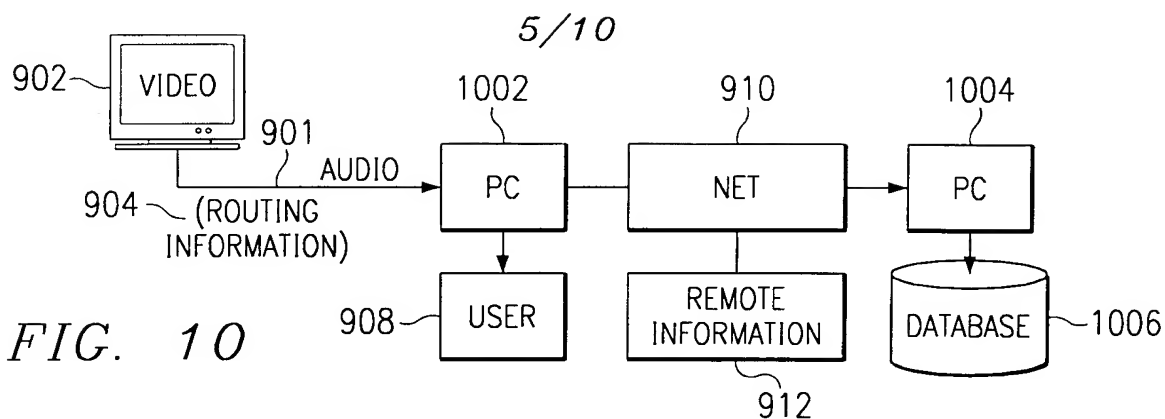 5/10
902
VIDEO
901
AUDIO
904
(ROUTING
INFORMATION)
1002
PC
910
NET
1004
PC
908
USER
REMOTE
INFORMATION
912
DATABASE
1006
FIG. 10